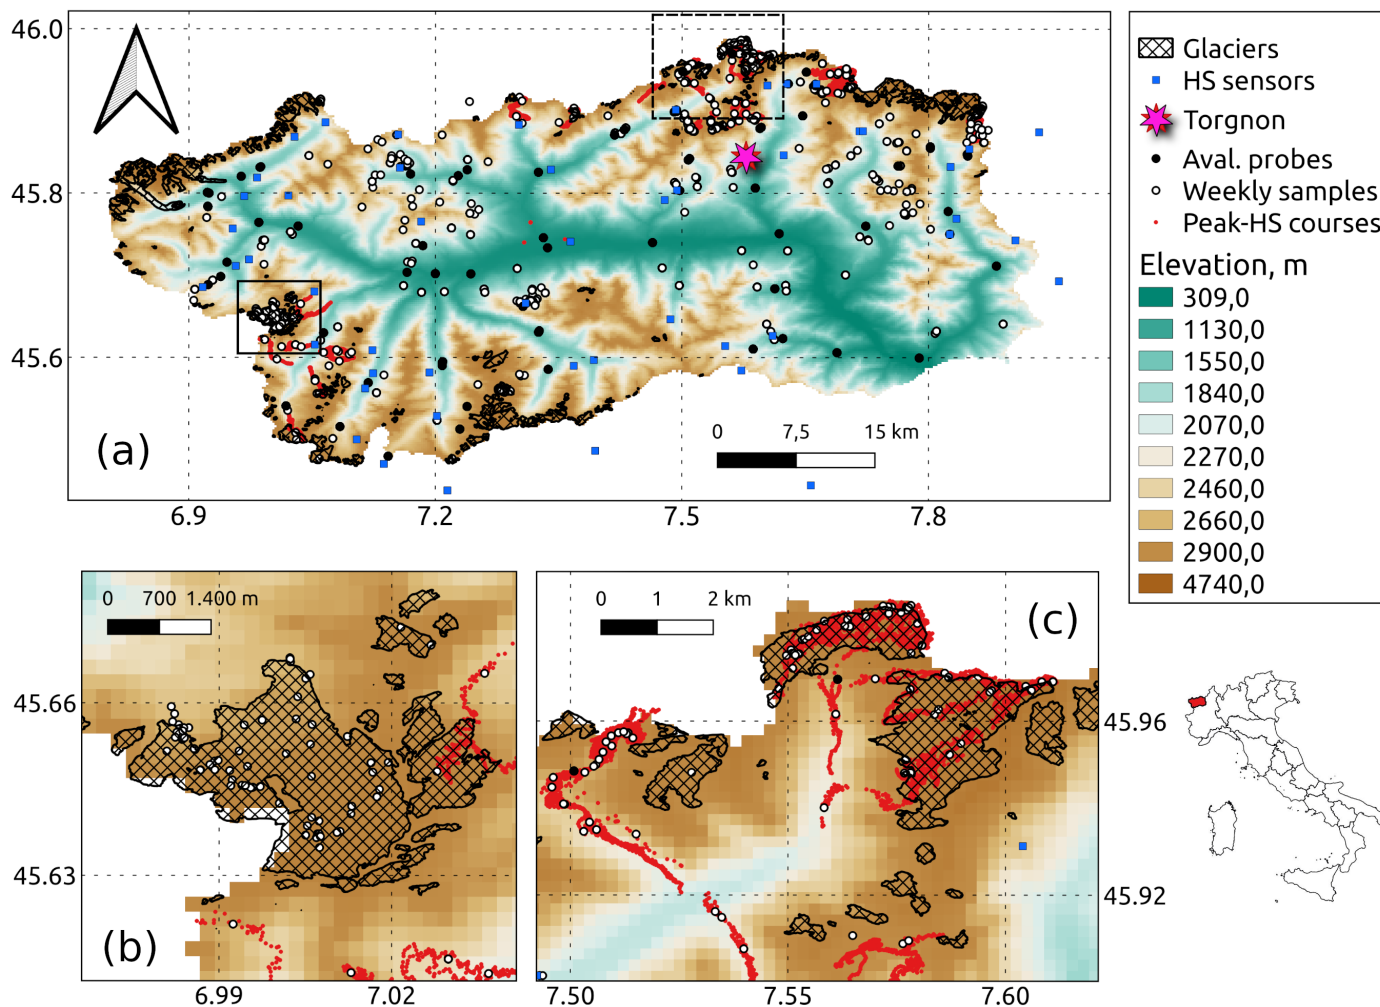 46.0
45.8
45.6
(a)
0 7,5 15 km
6.9 7.2 7.5 7.8
Glaciers
HS sensors
Torgnon
Aval. probes
Weekly samples
Peak-HS courses
Elevation, m
309,0
1130,0
1550,0
1840,0
2070,0
2270,0
2460,0
2660,0
2900,0
4740,0
0 700 1.400 m
45.66
45.63
(b)
6.99 7.02
0 1 2 km
(c)
45.96
45.92
7.50 7.55 7.60